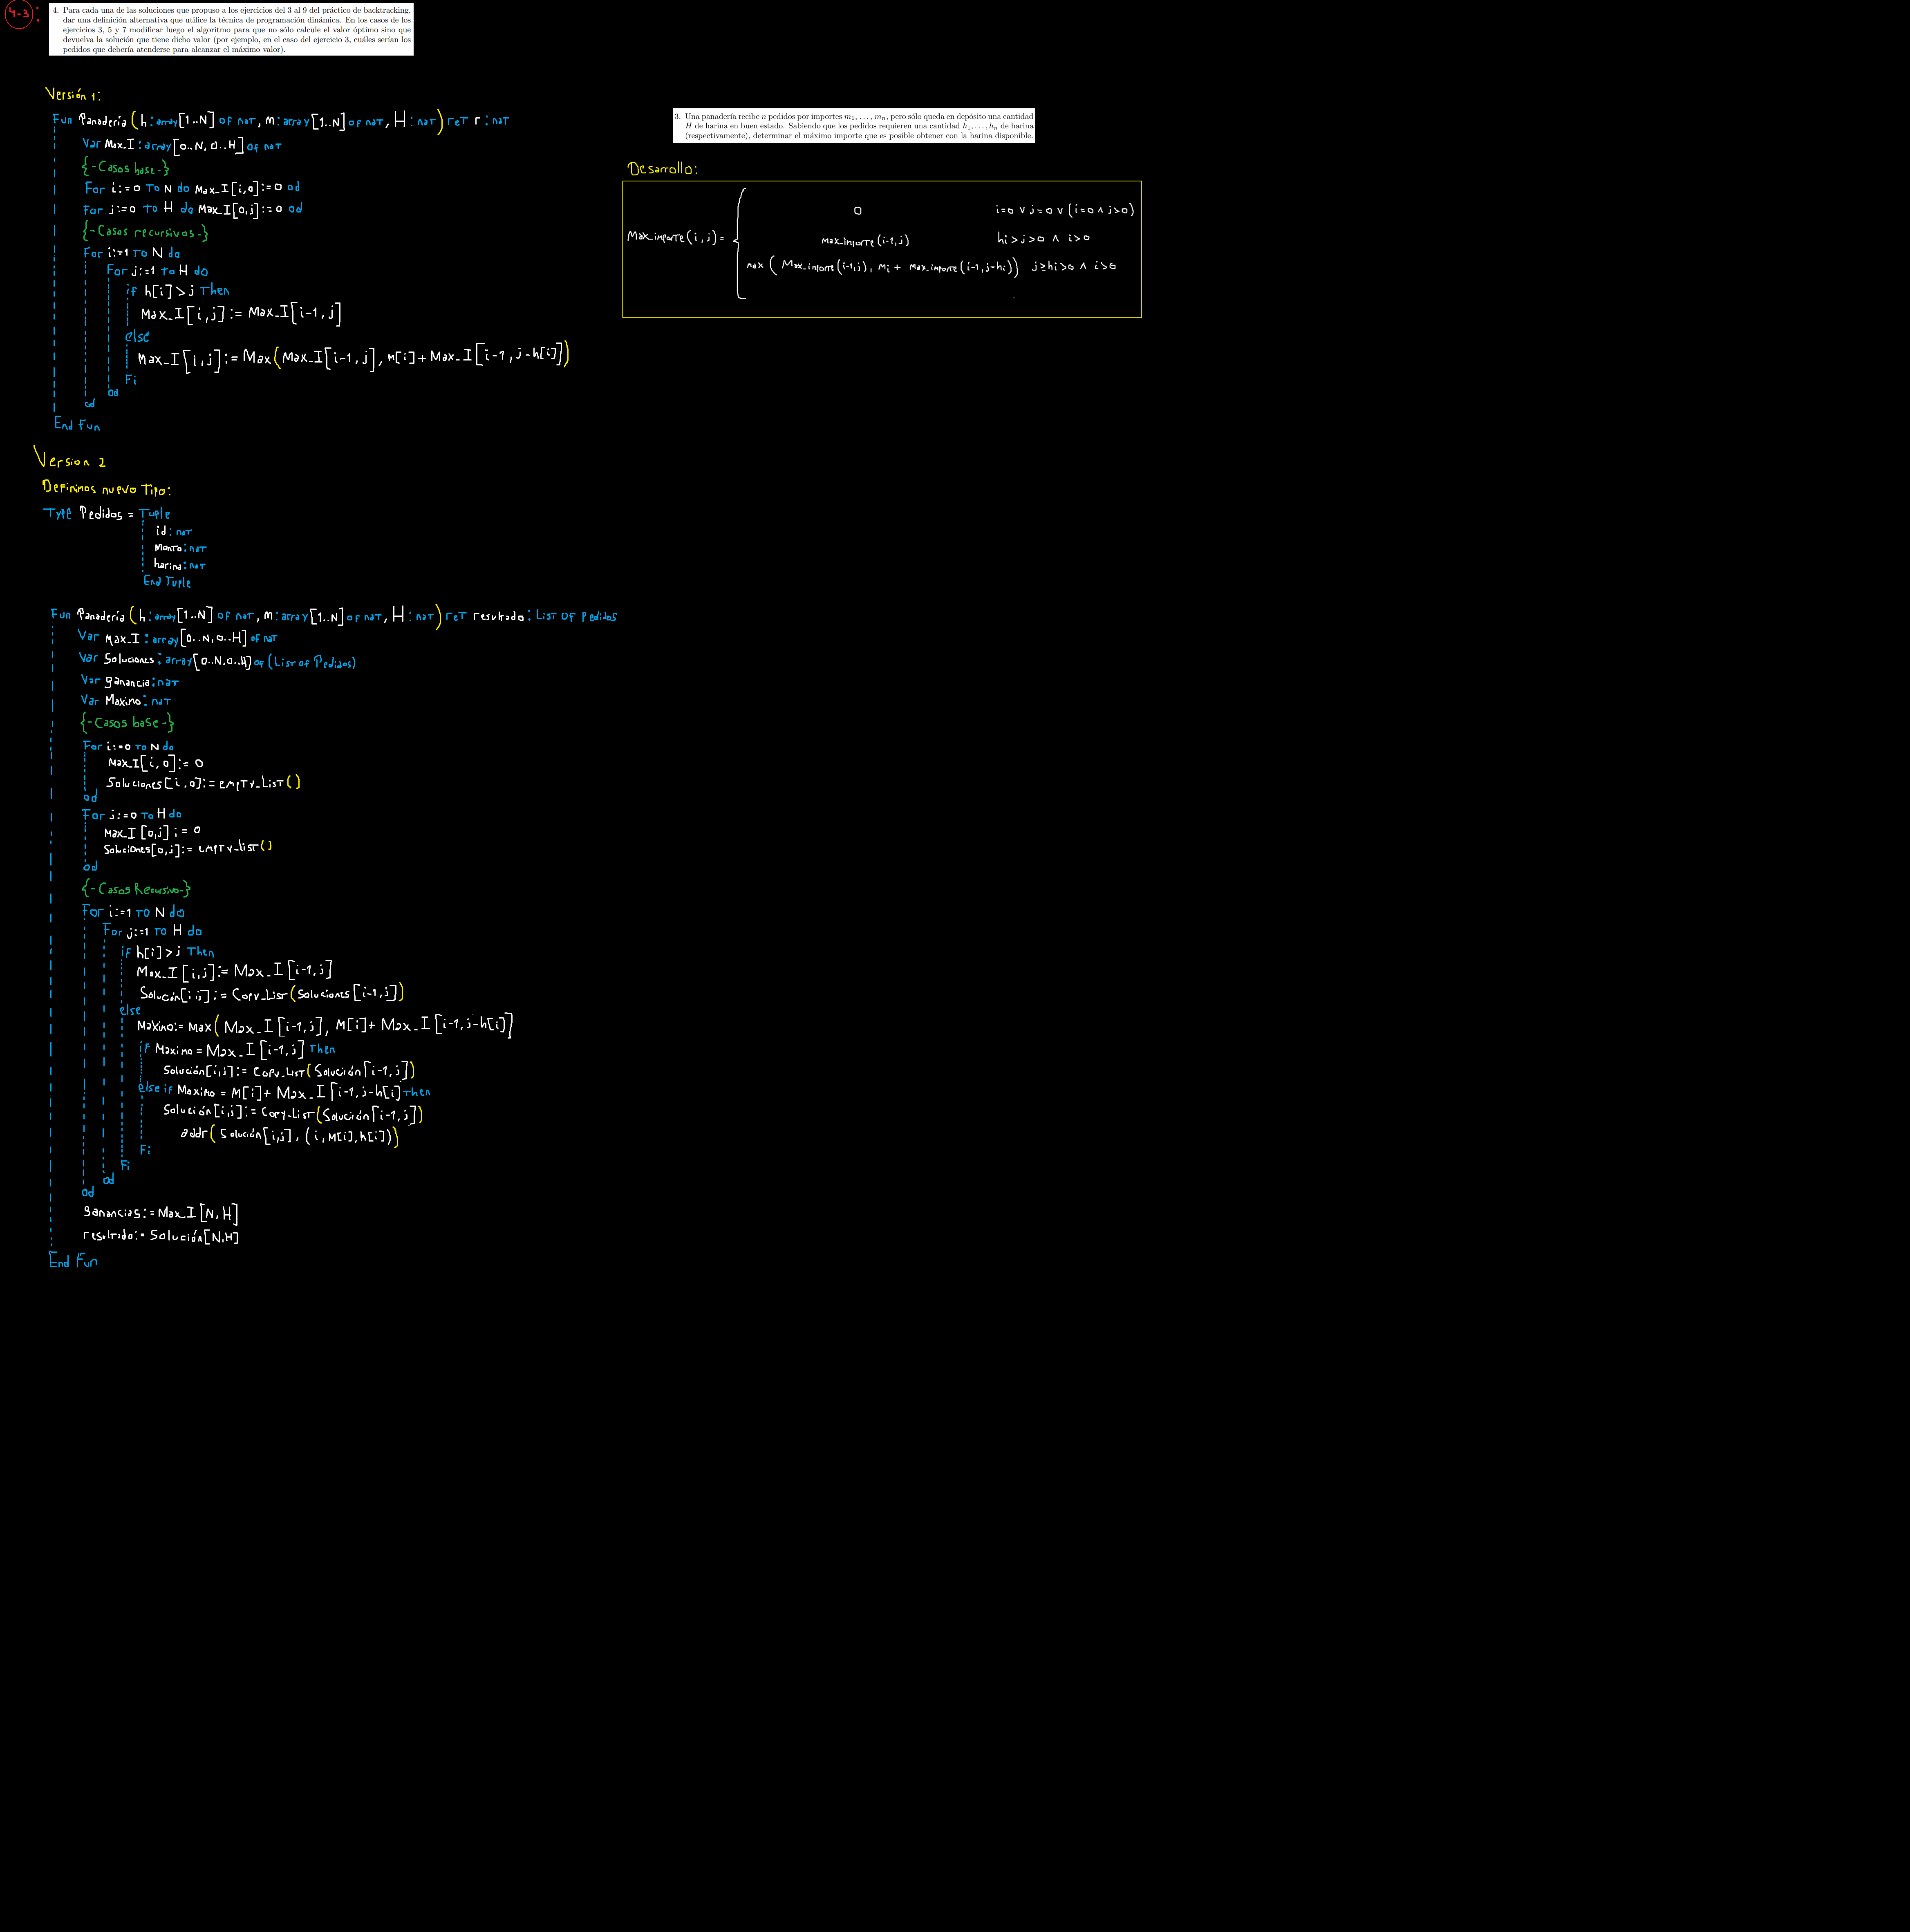 4-3:
4. Para cada una de las soluciones que propuso a los ejercicios del 3 al 9 del práctico de backtracking,
dar una definición alternativa que utilice la técnica de programación dinámica. En los casos de los
ejercicios 3, 5 y 7 modificar luego el algoritmo para que no sólo calcule el valor óptimo sino que
devuelva la solución que tiene dicho valor (por ejemplo, en el caso del ejercicio 3, cuáles serían los
pedidos que debería atenderse para alcanzar el máximo valor).
Versión 1:
Fun Panadería (h: array[1..N] of nat, m: array[1..N] of nat, H: nat) ret r: nat
Var Max_I: array[0..N, 0..H] of nat
{-Casos base-}
For i:=0 To N do Max_I[i,0]:=0 od
For j:=0 To H do Max_I[0,j]:=0 od
{-Casos recursivos-}
For i:=1 To N do
For j:=1 To H do
if h[i]>j Then
Max_I[i,j]:= Max_I[i-1,j]
else
Max_I[i,j]:= Max(Max_I[i-1,j], m[i]+Max_I[i-1,j-h[i]])
Fi
od
od
End Fun
3. Una panadería recibe n pedidos por importes m1, . . . , mn, pero sólo queda en depósito una cantidad
H de harina en buen estado. Sabiendo que los pedidos requieren una cantidad h1, . . . , hn de harina
(respectivamente), determinar el máximo importe que es posible obtener con la harina disponible.
Desarrollo:
0 i=0 ∨ j=0 ∨ (i=0 ∧ j>0)
Max_importe(i,j)= max_importe(i-1,j) hi>j>0 ∧ i>0
max( Max_importe(i-1,j), mi + max_importe(i-1,j-hi)) j≥hi>0 ∧ i>0
Version 2
Definimos nuevo Tipo:
Type Pedidos = Tuple
id: nat
monto: nat
harina: nat
End Tuple
Fun Panadería (h: array[1..N] of nat, m: array[1..N] of nat, H: nat) ret resultado: List of Pedidos
Var max_I: array[0..N, 0..H] of nat
Var Soluciones: array[0..N,0..H] of (List of Pedidos)
Var ganancia: nat
Var Maximo: nat
{-Casos base-}
For i:=0 To N do
Max_I[i,0]:= 0
Soluciones[i,0]:= empty_List()
od
For j:=0 To H do
Max_I[0,j]:= 0
Soluciones[0,j]:= empty_list()
od
{-Casos Recursivo-}
For i:=1 To N do
For j:=1 To H do
if h[i]>j Then
Max_I[i,j]:= Max_I[i-1,j]
Solución[i,j]:= Copy_List(Soluciones[i-1,j])
else
Maximo:= Max( Max_I[i-1,j], m[i]+ Max_I[i-1,j-h[i]]
if Maximo = Max_I[i-1,j] Then
Solución[i,j]:= Copy_List(Solución[i-1,j])
else if Maximo = m[i]+ Max_I[i-1,j-h[i] Then
Solución[i,j]:= Copy_List(Solución[i-1,j])
addr( Solución[i,j], (i, m[i], h[i]))
Fi
Fi
od
od
ganancias:= Max_I[N,H]
resultado:= Solución[N,H]
End Fun